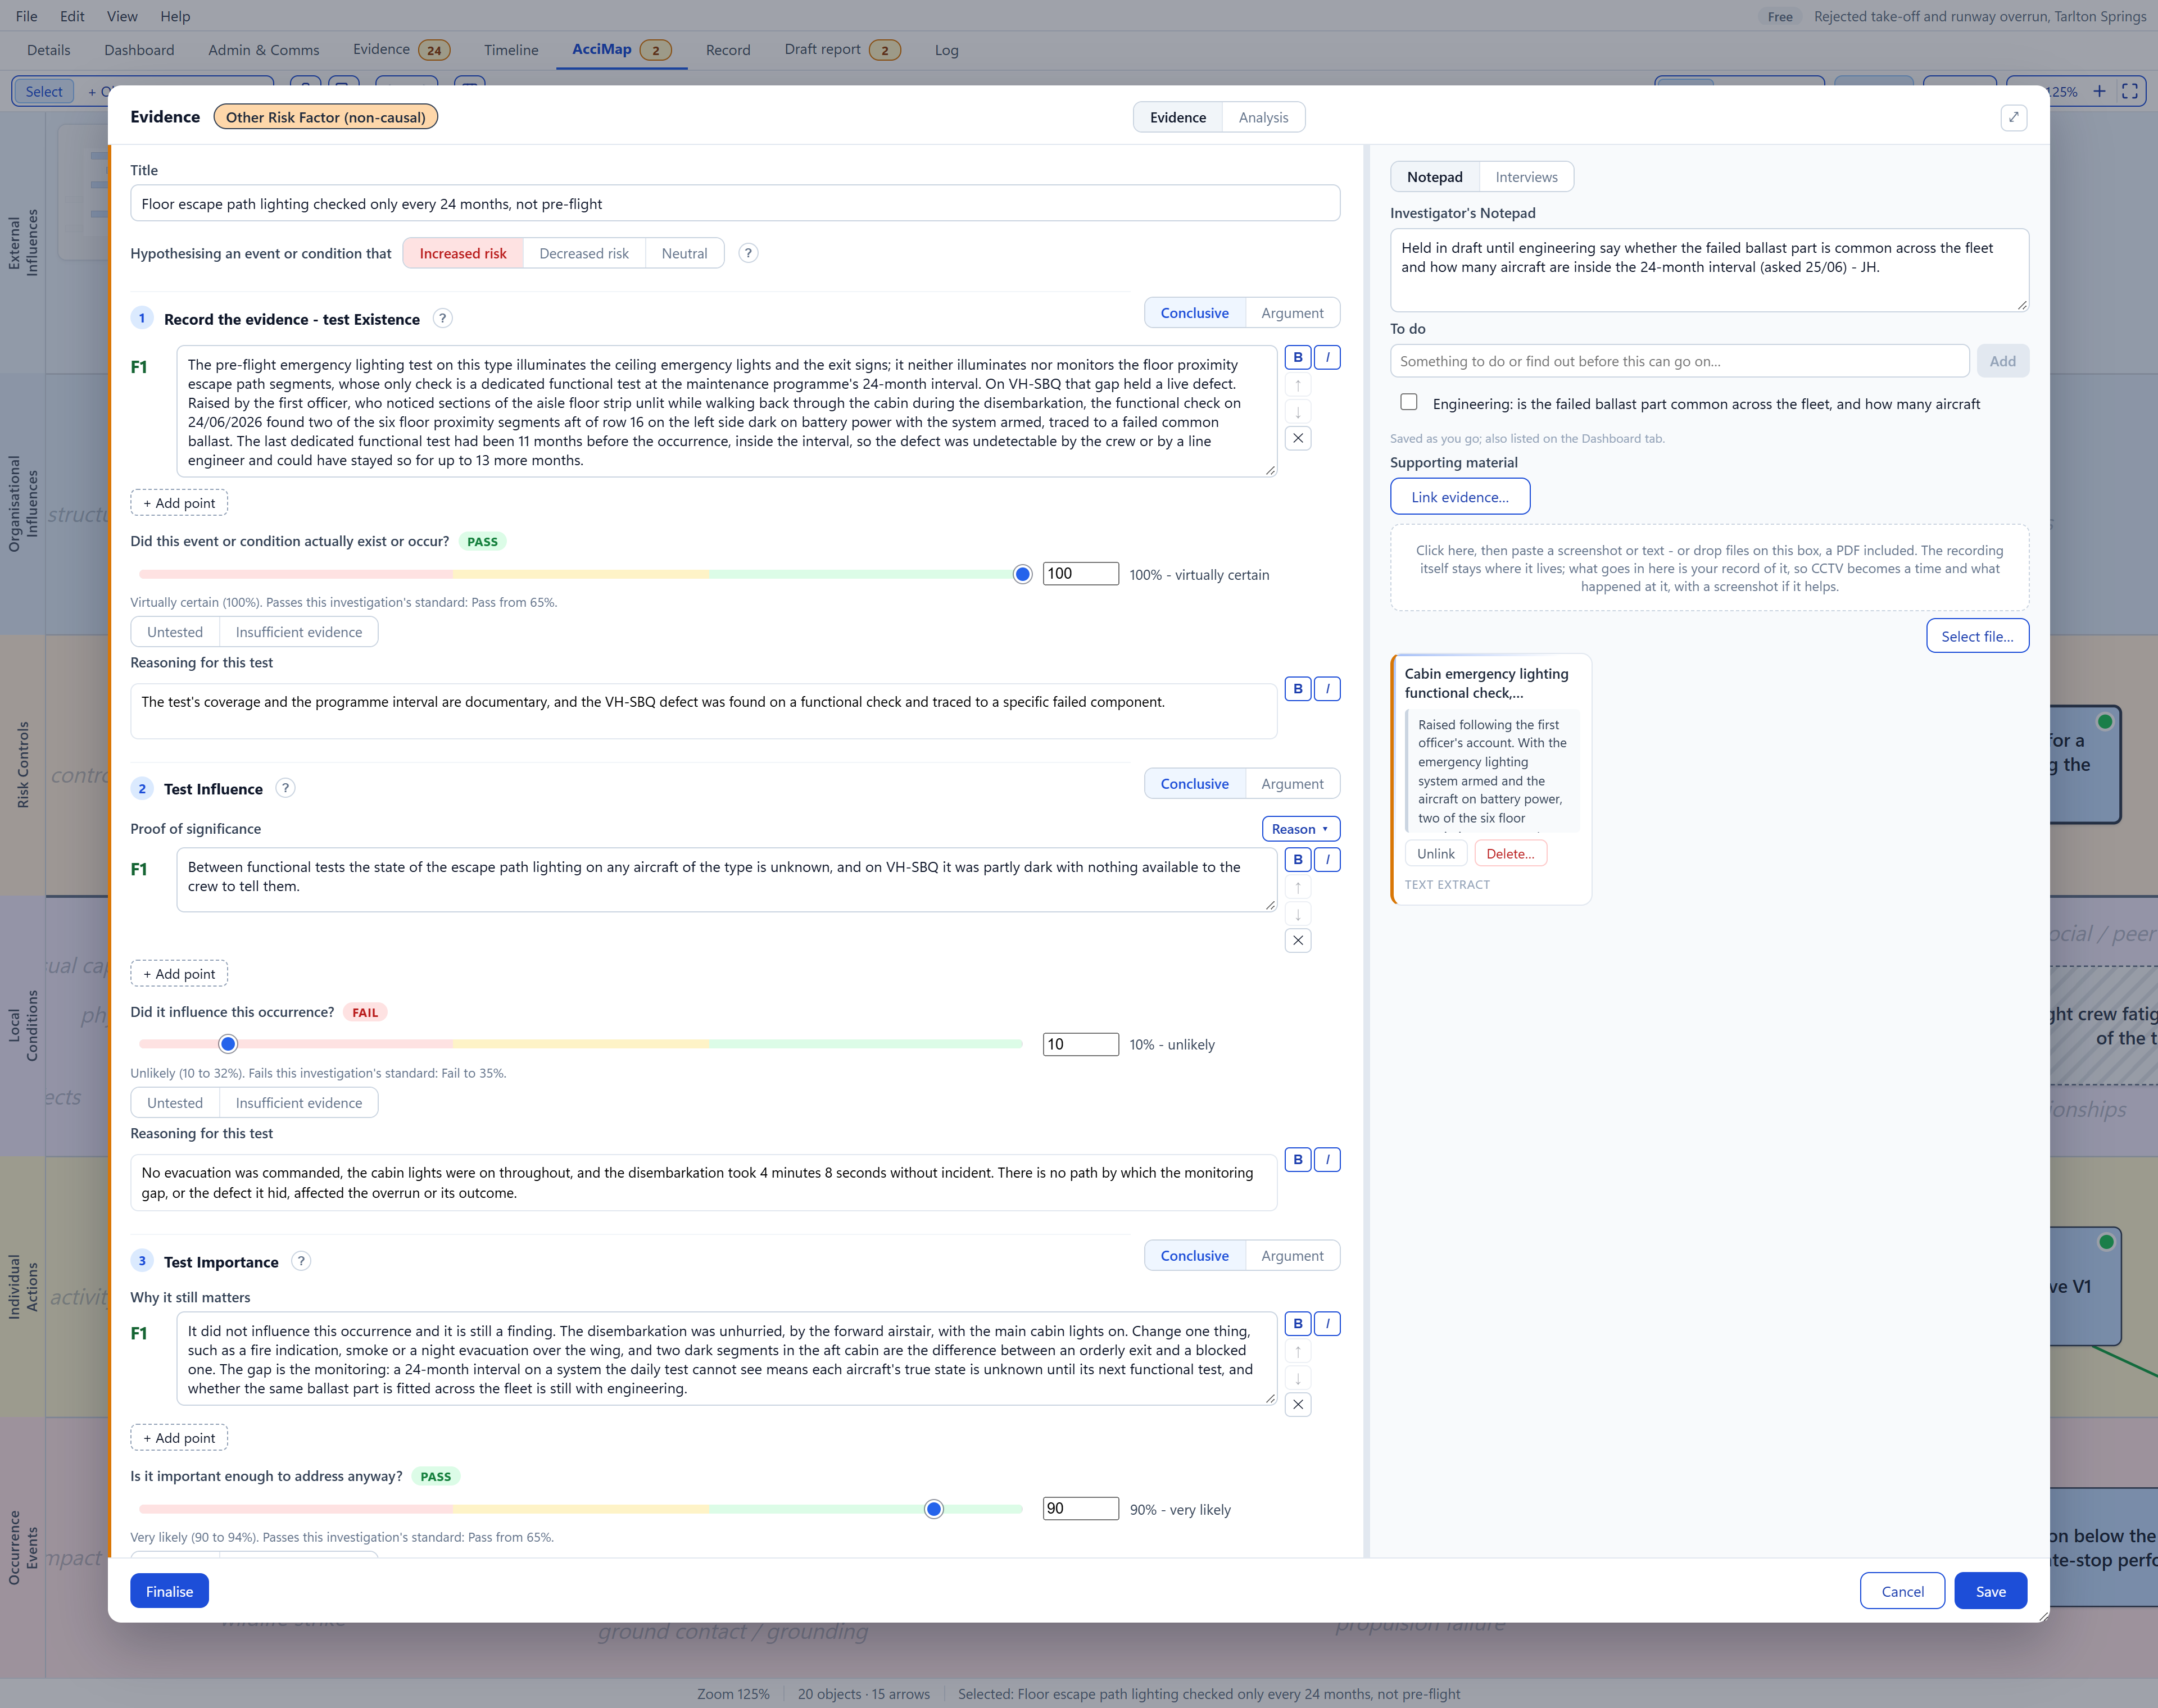 File Edit View Help
Free Rejected take-off and runway overrun, Tarlton Springs
Details Dashboard Admin & Comms Evidence 24 Timeline AcciMap 2 Record Draft report 2 Log
Select 125% +
Evidence Other Risk Factor (non-causal) Evidence Analysis
Title
Floor escape path lighting checked only every 24 months, not pre-flight
Hypothesising an event or condition that Increased risk Decreased risk Neutral ?
1 Record the evidence - test Existence ? Conclusive Argument
F1
The pre-flight emergency lighting test on this type illuminates the ceiling emergency lights and the exit signs; it neither illuminates nor monitors the floor proximity
escape path segments, whose only check is a dedicated functional test at the maintenance programme's 24-month interval. On VH-SBQ that gap held a live defect.
Raised by the first officer, who noticed sections of the aisle floor strip unlit while walking back through the cabin during the disembarkation, the functional check on
24/06/2026 found two of the six floor proximity segments aft of row 16 on the left side dark on battery power with the system armed, traced to a failed common
ballast. The last dedicated functional test had been 11 months before the occurrence, inside the interval, so the defect was undetectable by the crew or by a line
engineer and could have stayed so for up to 13 more months.
B I
+ Add point
Did this event or condition actually exist or occur? PASS
100 100% - virtually certain
Virtually certain (100%). Passes this investigation's standard: Pass from 65%.
Untested Insufficient evidence
Reasoning for this test
The test's coverage and the programme interval are documentary, and the VH-SBQ defect was found on a functional check and traced to a specific failed component.
B I
2 Test Influence ? Conclusive Argument
Proof of significance Reason
F1
Between functional tests the state of the escape path lighting on any aircraft of the type is unknown, and on VH-SBQ it was partly dark with nothing available to the
crew to tell them.
B I
+ Add point
Did it influence this occurrence? FAIL
10 10% - unlikely
Unlikely (10 to 32%). Fails this investigation's standard: Fail to 35%.
Untested Insufficient evidence
Reasoning for this test
No evacuation was commanded, the cabin lights were on throughout, and the disembarkation took 4 minutes 8 seconds without incident. There is no path by which the monitoring
gap, or the defect it hid, affected the overrun or its outcome.
B I
3 Test Importance ? Conclusive Argument
Why it still matters
F1
It did not influence this occurrence and it is still a finding. The disembarkation was unhurried, by the forward airstair, with the main cabin lights on. Change one thing,
such as a fire indication, smoke or a night evacuation over the wing, and two dark segments in the aft cabin are the difference between an orderly exit and a blocked
one. The gap is the monitoring: a 24-month interval on a system the daily test cannot see means each aircraft's true state is unknown until its next functional test, and
whether the same ballast part is fitted across the fleet is still with engineering.
B I
+ Add point
Is it important enough to address anyway? PASS
90 90% - very likely
Very likely (90 to 94%). Passes this investigation's standard: Pass from 65%.
Finalise Cancel Save
Notepad Interviews
Investigator's Notepad
Held in draft until engineering say whether the failed ballast part is common across the fleet
and how many aircraft are inside the 24-month interval (asked 25/06) - JH.
To do
Something to do or find out before this can go on... Add
Engineering: is the failed ballast part common across the fleet, and how many aircraft
Saved as you go; also listed on the Dashboard tab.
Supporting material
Link evidence...
Click here, then paste a screenshot or text - or drop files on this box, a PDF included. The recording
itself stays where it lives; what goes in here is your record of it, so CCTV becomes a time and what
happened at it, with a screenshot if it helps.
Select file...
Cabin emergency lighting
functional check,...
Raised following the first
officer's account. With the
emergency lighting
system armed and the
aircraft on battery power,
two of the six floor
Unlink Delete...
TEXT EXTRACT
External
Influences
Organisational
Influences
Risk Controls
Local
Conditions
Individual
Actions
Occurrence
Events
for a
the
ocial / peer
ght crew fatig
of the t
ionships
ve V1
on below the
te-stop perfo
structu
contro
ual cap
phy
ects
activit
mpact
wildlife strike
ground contact / grounding
propulsion failure
Zoom 125% 20 objects · 15 arrows Selected: Floor escape path lighting checked only every 24 months, not pre-flight